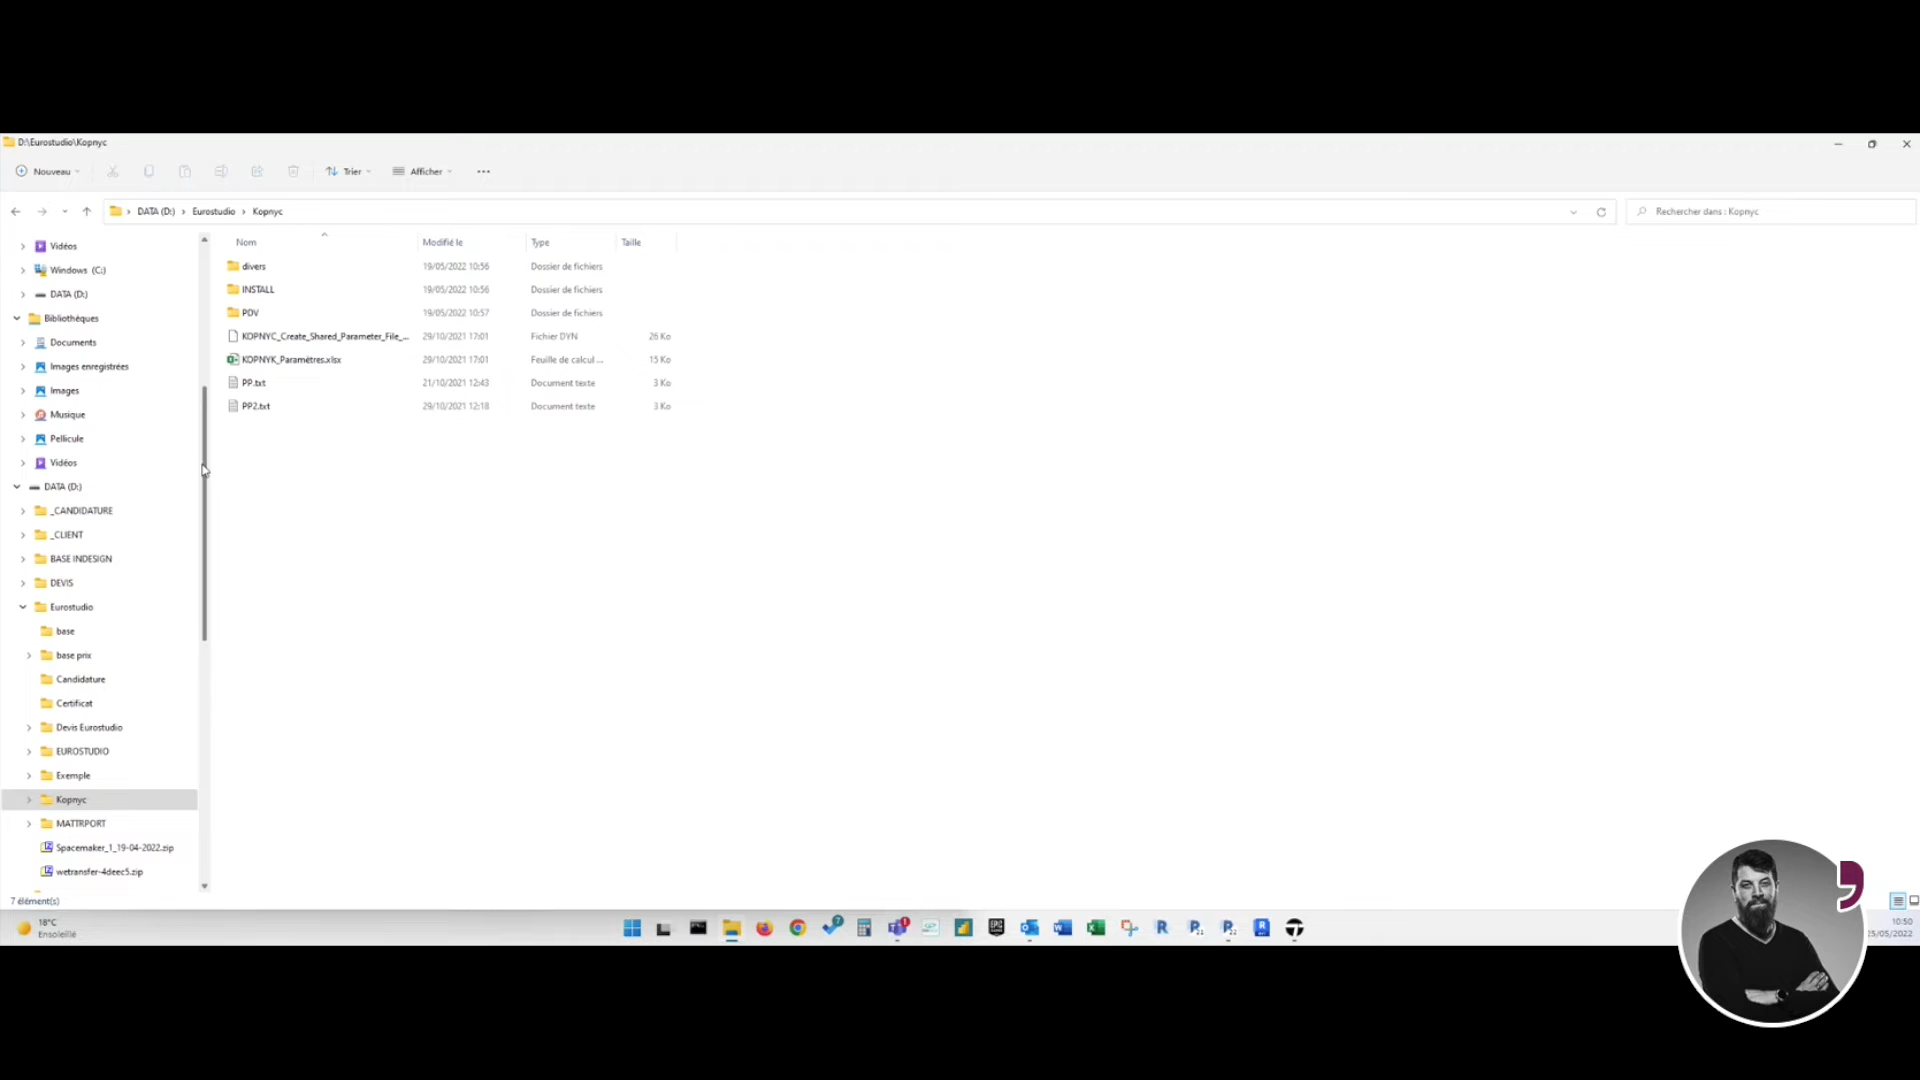 D:\Eurostudio\Kopnyc
Nouveau
Trier
Afficher
DATA (D:) > Eurostudio > Kopnyc
Rechercher dans : Kopnyc
Nom Modifié le Type Taille
divers 19/05/2022 10:56 Dossier de fichiers
INSTALL 19/05/2022 10:56 Dossier de fichiers
PDV 19/05/2022 10:57 Dossier de fichiers
KOPNYC_Create_Shared_Parameter_File_... 29/10/2021 17:01 Fichier DYN 26 Ko
KOPNYK_Paramètres.xlsx 29/10/2021 17:01 Feuille de calcul ... 15 Ko
PP.txt 21/10/2021 12:43 Document texte 3 Ko
PP2.txt 29/10/2021 12:18 Document texte 3 Ko
Vidéos
Windows (C:)
DATA (D:)
Bibliothèques
Documents
Images enregistrées
Images
Musique
Pellicule
Vidéos
DATA (D:)
_CANDIDATURE
_CLIENT
BASE INDESIGN
DEVIS
Eurostudio
base
base prix
Candidature
Certificat
Devis Eurostudio
EUROSTUDIO
Exemple
Kopnyc
MATTRPORT
Spacemaker_1_19-04-2022.zip
wetransfer-4deec5.zip
7 élément(s)
18°C
Ensoleillé
10:50
5/05/2022